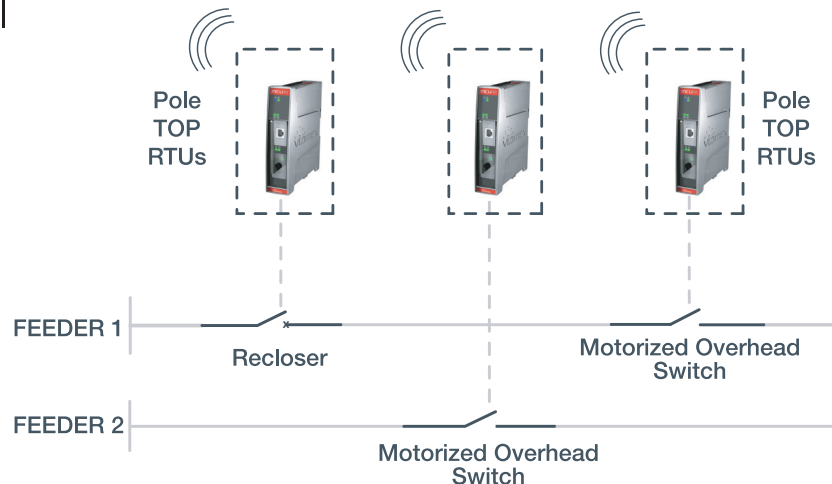 Pole
TOP
RTUs
Pole
TOP
RTUs
FEEDER 1
Recloser
Motorized Overhead
Switch
FEEDER 2
Motorized Overhead
Switch